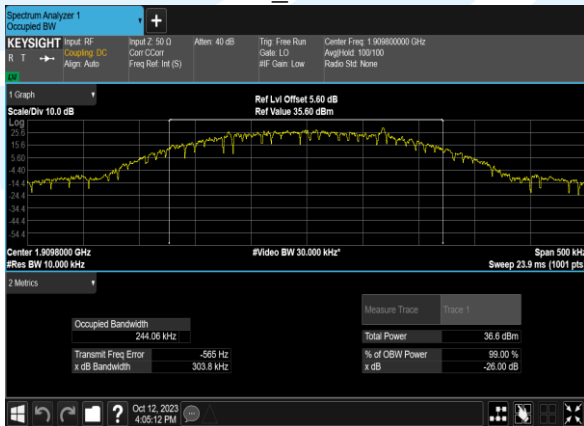 Spectrum Analyzer 1
Occupied BW
KEYSIGHT Input: RF Input Z: 50 Ω Atten: 40 dB Trig: Free Run Center Freq: 1.909800000 GHz
R T Coupling: DC Corr CCorr Gate: LO Avg|Hold: 100/100
Align: Auto Freq Ref: Int (S) #IF Gain: Low Radio Std: None
LXI
1 Graph Ref Lvl Offset 5.60 dB
Scale/Div 10.0 dB Ref Value 35.60 dBm
Log
25.6
15.6
5.60
-4.40
-14.4
-24.4
-34.4
-44.4
-54.4
Center 1.9098000 GHz #Video BW 30.000 kHz* Span 500 kHz
#Res BW 10.000 kHz Sweep 23.9 ms (1001 pts
2 Metrics
Measure Trace Trace 1
Occupied Bandwidth
244.06 kHz Total Power 36.6 dBm
Transmit Freq Error -565 Hz % of OBW Power 99.00 %
x dB Bandwidth 303.8 kHz x dB -26.00 dB
Oct 12, 2023
4:05:12 PM